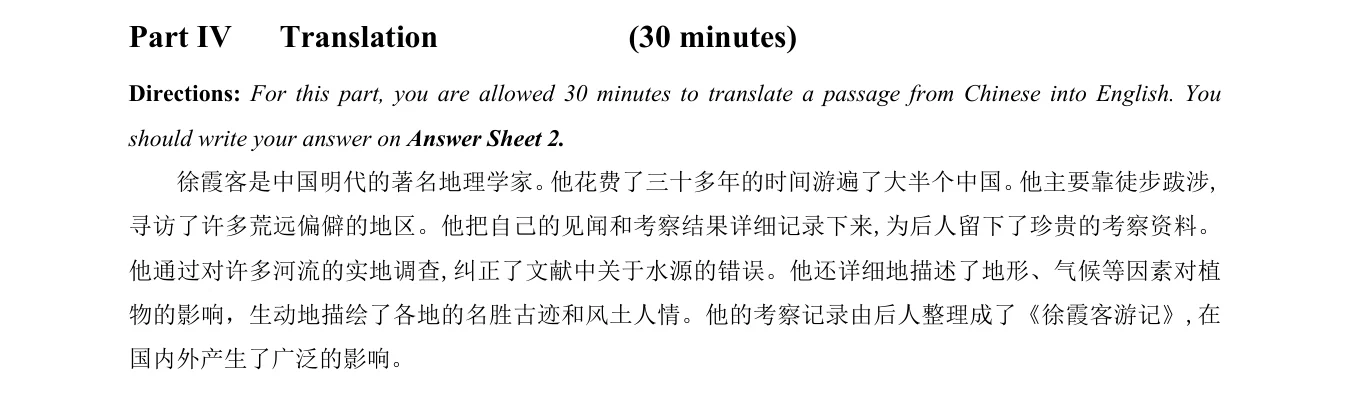 Part IV Translation (30 minutes)
Directions: For this part, you are allowed 30 minutes to translate a passage from Chinese into English. You
should write your answer on Answer Sheet 2.
徐霞客是中国明代的著名地理学家。他花费了三十多年的时间游遍了大半个中国。他主要靠徒步跋涉,
寻访了许多荒远偏僻的地区。他把自己的见闻和考察结果详细记录下来,为后人留下了珍贵的考察资料。
他通过对许多河流的实地调查,纠正了文献中关于水源的错误。他还详细地描述了地形、气候等因素对植
物的影响，生动地描绘了各地的名胜古迹和风土人情。他的考察记录由后人整理成了《徐霞客游记》,在
国内外产生了广泛的影响。